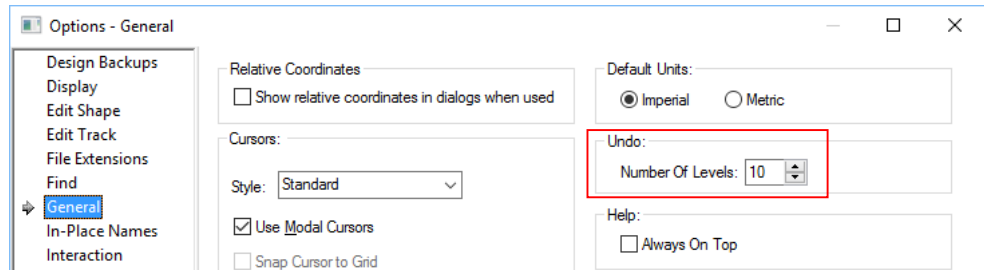 Options - General
Design Backups
Display
Edit Shape
Edit Track
File Extensions
Find
General
In-Place Names
Interaction
Relative Coordinates
Show relative coordinates in dialogs when used
Cursors:
Style: Standard
Use Modal Cursors
Snap Cursor to Grid
Default Units:
Imperial Metric
Undo:
Number Of Levels: 10
Help:
Always On Top